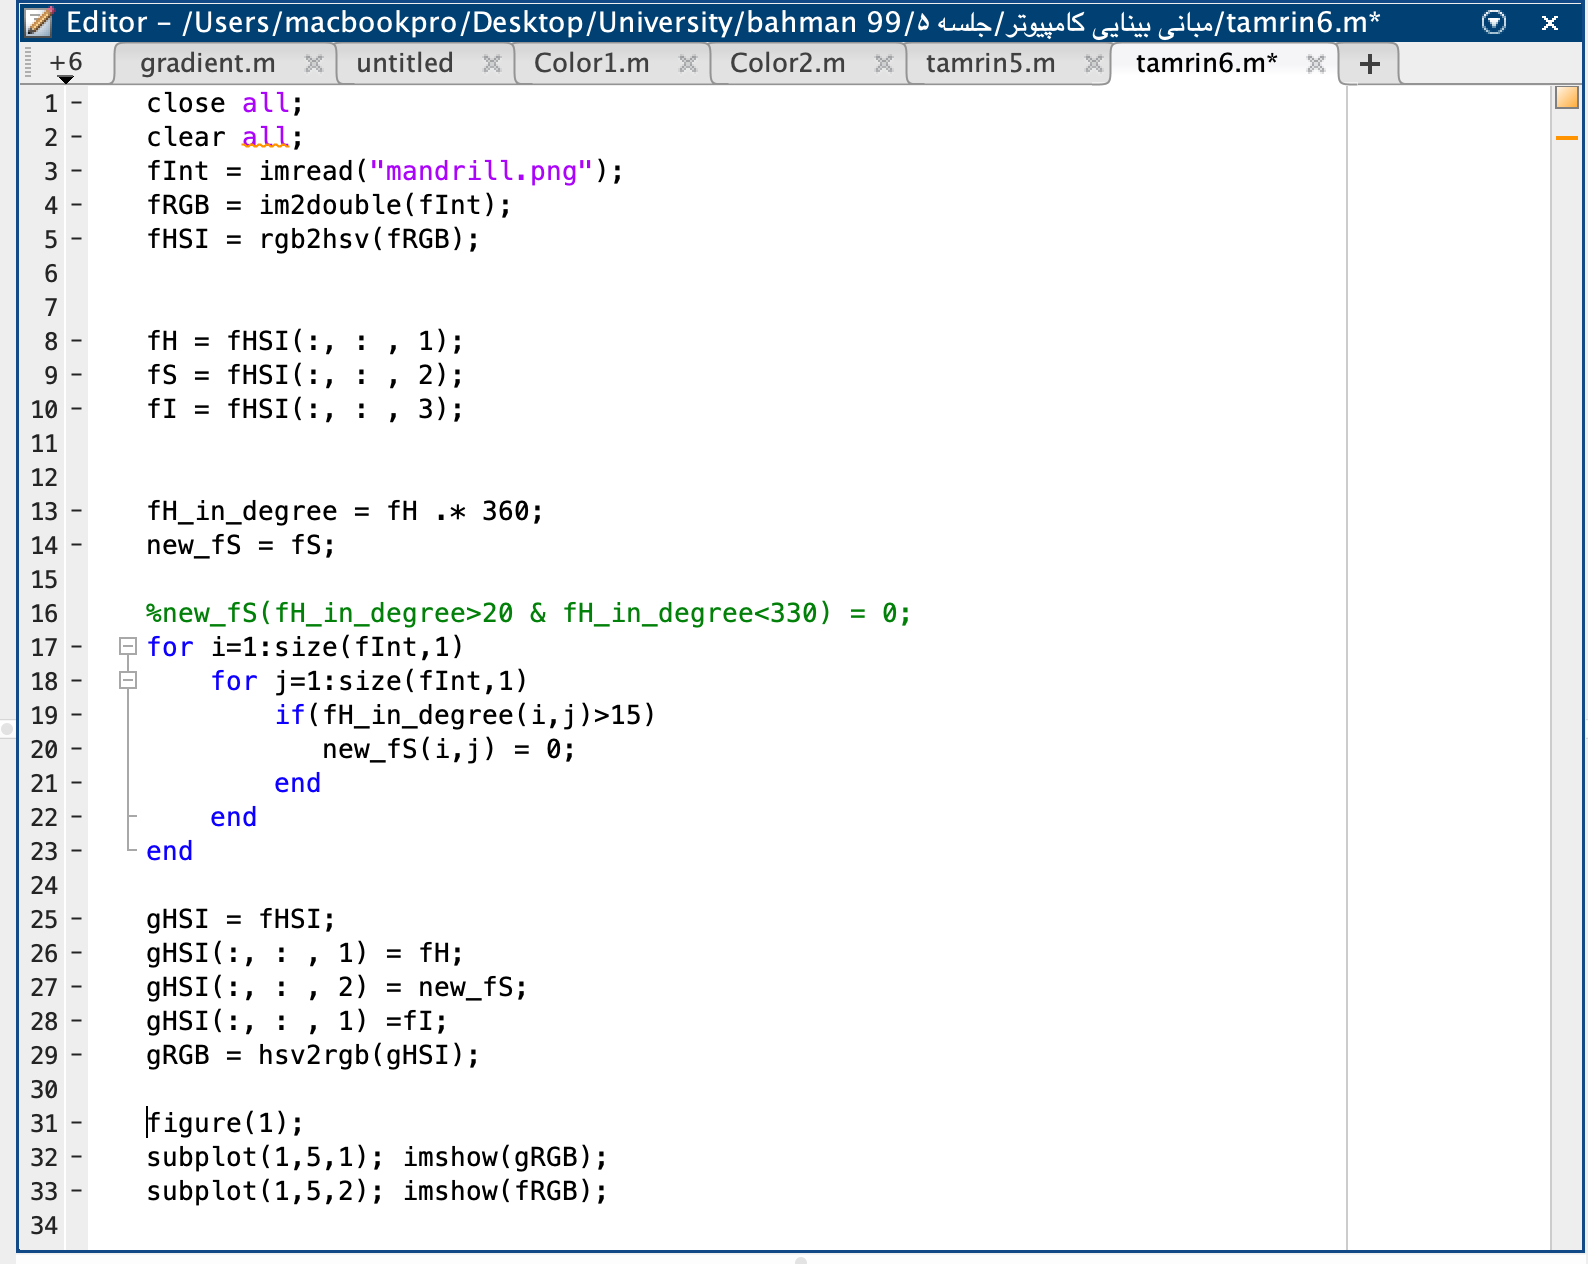 Editor – /Users/macbookpro/Desktop/University/bahman 99/مبانی بینایی کامپیوتر/جلسه ۵/tamrin6.m*
+6 gradient.m untitled Color1.m Color2.m tamrin5.m tamrin6.m* +
1 – close all;
2 – clear all;
3 – fInt = imread("mandrill.png");
4 – fRGB = im2double(fInt);
5 – fHSI = rgb2hsv(fRGB);
6
7
8 – fH = fHSI(:, : , 1);
9 – fS = fHSI(:, : , 2);
10 – fI = fHSI(:, : , 3);
11
12
13 – fH_in_degree = fH .* 360;
14 – new_fS = fS;
15
16 %new_fS(fH_in_degree>20 & fH_in_degree<330) = 0;
17 – for i=1:size(fInt,1)
18 – for j=1:size(fInt,1)
19 – if(fH_in_degree(i,j)>15)
20 – new_fS(i,j) = 0;
21 – end
22 – end
23 – end
24
25 – gHSI = fHSI;
26 – gHSI(:, : , 1) = fH;
27 – gHSI(:, : , 2) = new_fS;
28 – gHSI(:, : , 1) =fI;
29 – gRGB = hsv2rgb(gHSI);
30
31 – figure(1);
32 – subplot(1,5,1); imshow(gRGB);
33 – subplot(1,5,2); imshow(fRGB);
34